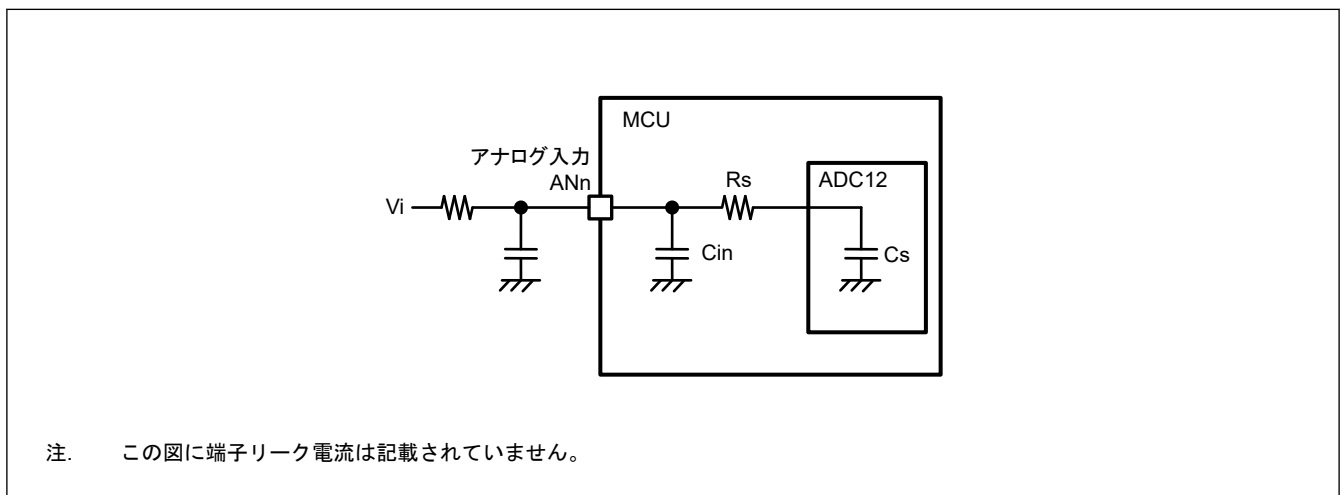 MCU
アナログ入力
ANn
Rs
ADC12
Vi
Cin
Cs
注. この図に端子リーク電流は記載されていません。